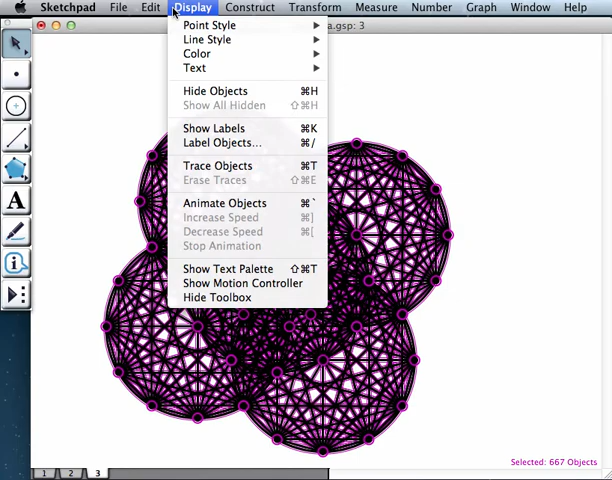 Sketchpad File Edit Display Construct Transform Measure Number Graph Window Help
a.gsp: 3
Point Style
Line Style
Color
Text
Hide Objects ⌘H
Show All Hidden ⇧⌘H
Show Labels ⌘K
Label Objects... ⌘/
Trace Objects ⌘T
Erase Traces ⇧⌘E
Animate Objects ⌘`
Increase Speed ⌘]
Decrease Speed ⌘[
Stop Animation
Show Text Palette ⇧⌘T
Show Motion Controller
Hide Toolbox
A
Selected: 667 Objects
1 2 3